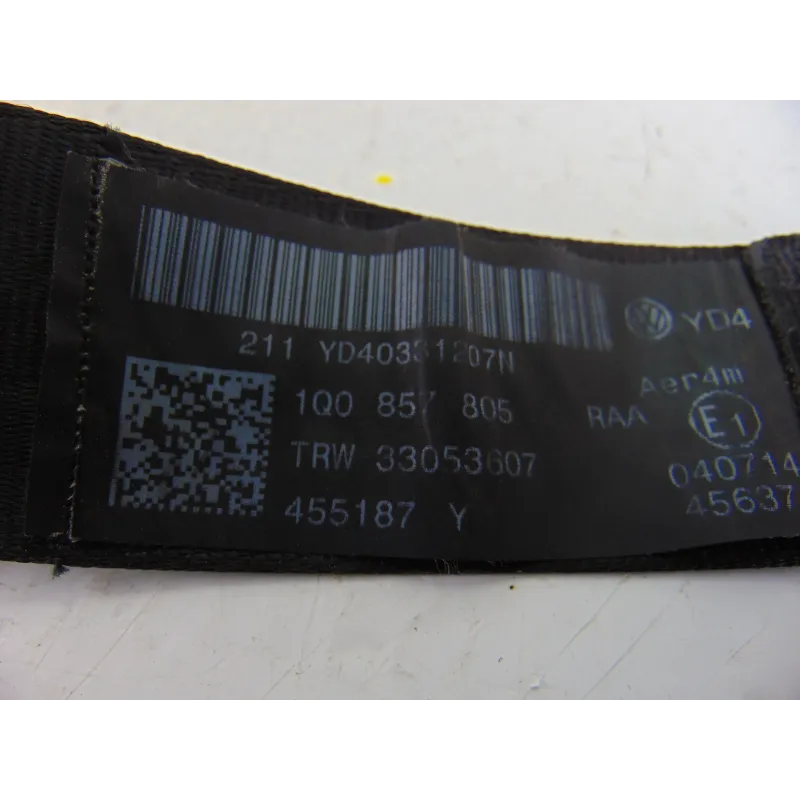 211 YD40331207N
YD4
1Q0 857 805
RAA
Aer4m
E1
TRW 33053607
040714
455187 Y
45637